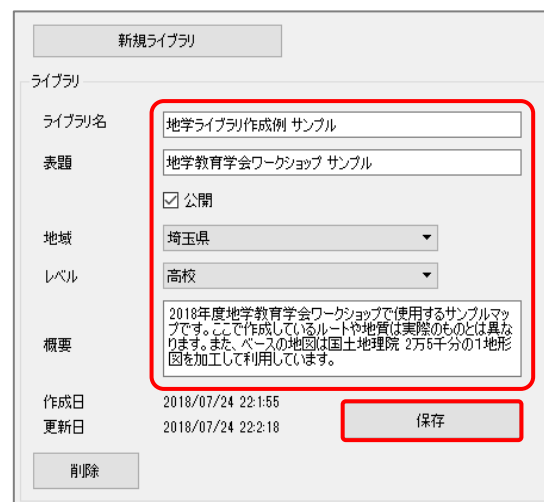 新規ライブラリ
ライブラリ
ライブラリ名 地学ライブラリ作成例 サンプル
表題 地学教育学会ワークショップ サンプル
公開
地域 埼玉県
レベル 高校
概要
2018年度地学教育学会ワークショップで使用するサンプルマッ
プです。ここで作成しているルートや地質は実際のものとは異な
ります。また、ベースの地図は国土地理院 2万5千分の1地形
図を加工して利用しています。
作成日 2018/07/24 22:1:55
更新日 2018/07/24 22:2:18
保存
削除